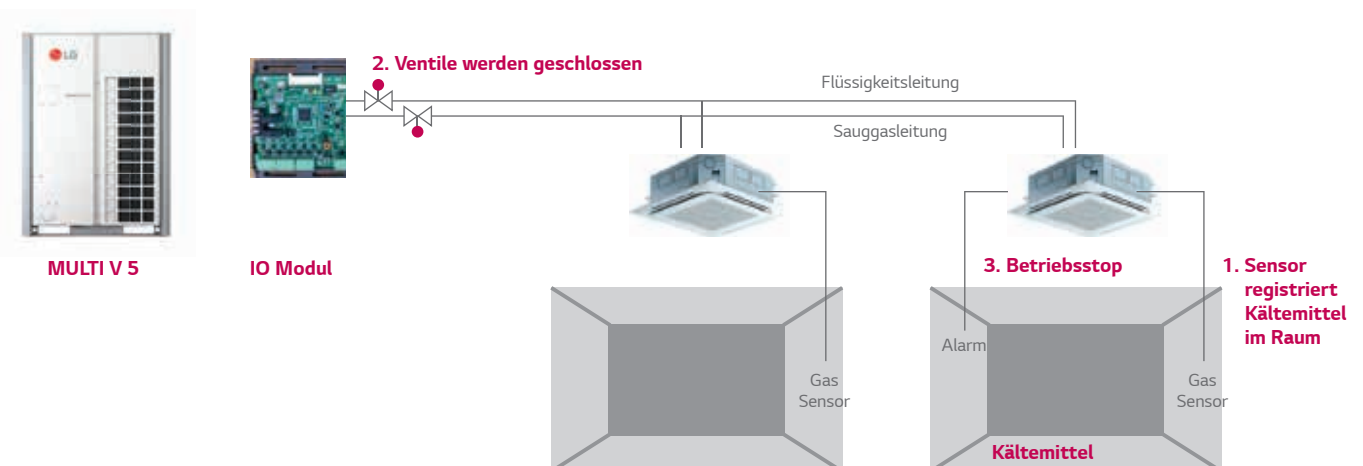 LG
2. Ventile werden geschlossen
Flüssigkeitsleitung
Sauggasleitung
MULTI V 5
IO Modul
3. Betriebsstop
1. Sensor
registriert
Kältemittel
im Raum
Alarm
Gas
Sensor
Gas
Sensor
Kältemittel